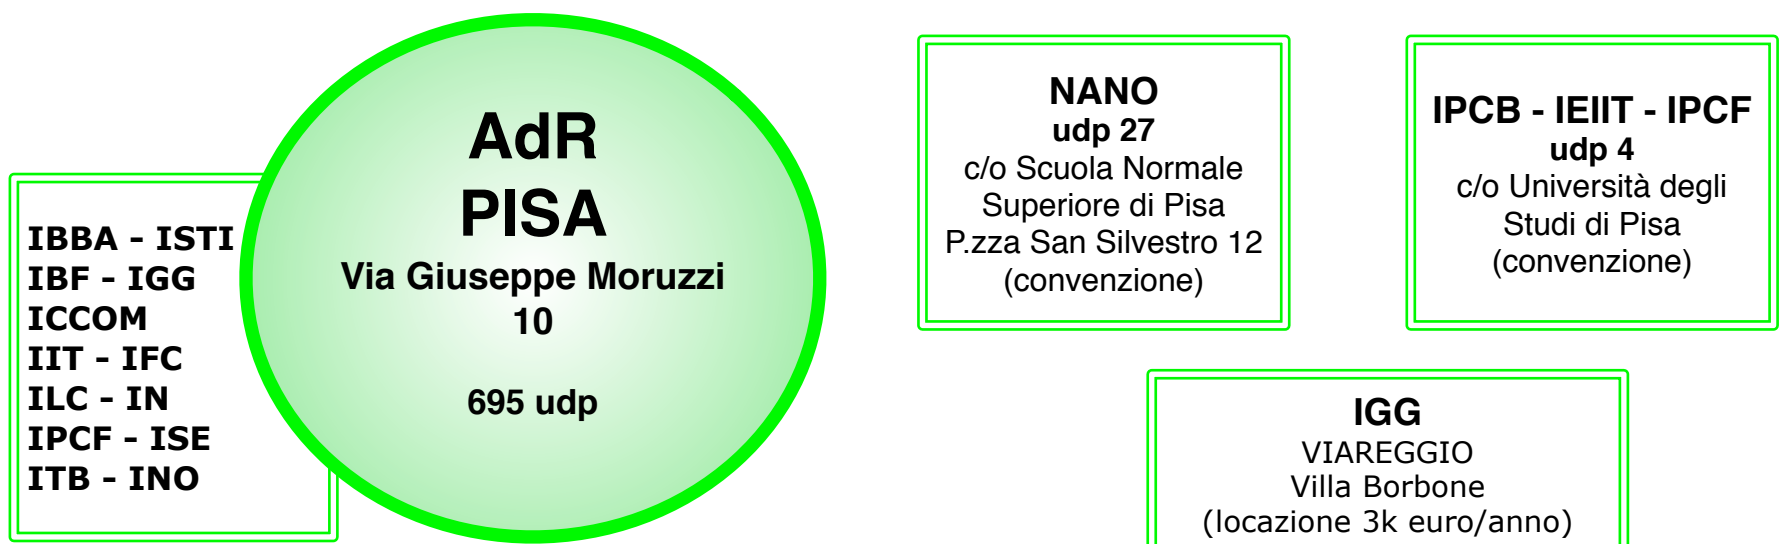 AdR
PISA
Via Giuseppe Moruzzi
10
695 udp
IBBA - ISTI
IBF - IGG
ICCOM
IIT - IFC
ILC - IN
IPCF - ISE
ITB - INO
NANO
udp 27
c/o Scuola Normale
Superiore di Pisa
P.zza San Silvestro 12
(convenzione)
IPCB - IEIIT - IPCF
udp 4
c/o Università degli
Studi di Pisa
(convenzione)
IGG
VIAREGGIO
Villa Borbone
(locazione 3k euro/anno)